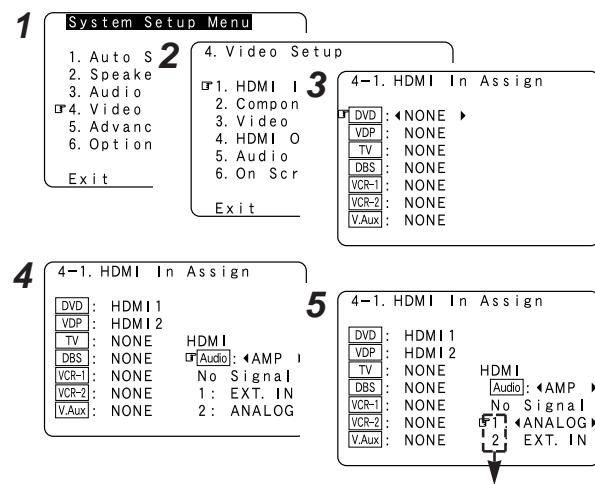 1
System Setup Menu
1. Auto S
2. Speake
3. Audio
☞4. Video
5. Advanc
6. Option
Exit
2
4. Video Setup
☞1. HDMI I
2. Compon
3. Video
4. HDMI O
5. Audio
6. On Scr
Exit
3
4-1. HDMI In Assign
☞DVD : ◀NONE ▶
VDP : NONE
TV : NONE
DBS : NONE
VCR-1 : NONE
VCR-2 : NONE
V.Aux : NONE
4
4-1. HDMI In Assign
DVD : HDMI1
VDP : HDMI2
TV : NONE HDMI
DBS : NONE ☞Audio : ◀AMP
VCR-1 : NONE No Signal
VCR-2 : NONE 1: EXT. IN
V.Aux : NONE 2: ANALOG
5
4-1. HDMI In Assign
DVD : HDMI1
VDP : HDMI2
TV : NONE HDMI
DBS : NONE Audio : ◀AMP ▶
VCR-1 : NONE No Signal
VCR-2 : NONE ☞1 ◀ANALOG▶
V.Aux : NONE 2 EXT. IN